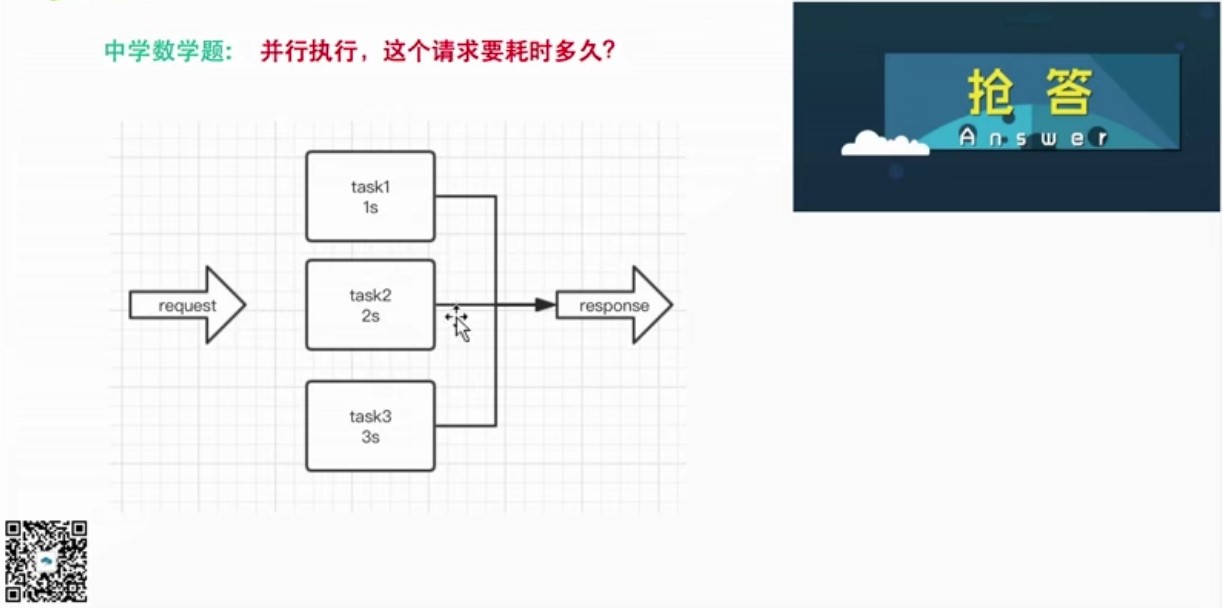 中学数学题: 并行执行，这个请求要耗时多久?
抢 答
Answer
task1
1s
request
task2
2s
response
task3
3s